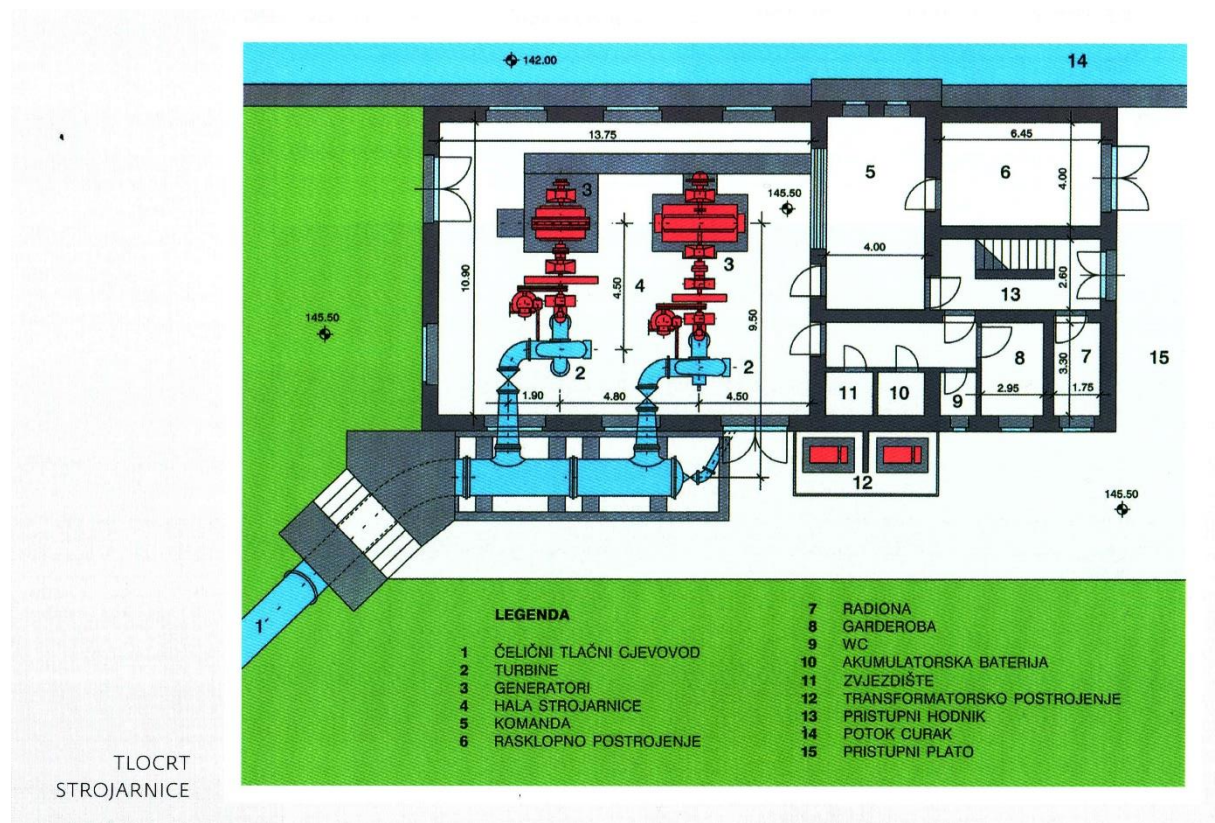 142.00
14
13.75
6.45
3
5
6
4.00
145.50
4.00
10.90
4.50
4
3
9.50
13
2.60
145.50
2
2
8
3.30
7
15
1.90
4.80
4.50
11
10
9
2.95
1.75
12
145.50
1
LEGENDA
1 ČELIČNI TLAČNI CJEVOVOD
2 TURBINE
3 GENERATORI
4 HALA STROJARNICE
5 KOMANDA
6 RASKLOPNO POSTROJENJE
7 RADIONA
8 GARDEROBA
9 WC
10 AKUMULATORSKA BATERIJA
11 ZVJEZDIŠTE
12 TRANSFORMATORSKO POSTROJENJE
13 PRISTUPNI HODNIK
14 POTOK CURAK
15 PRISTUPNI PLATO
TLOCRT
STROJARNICE